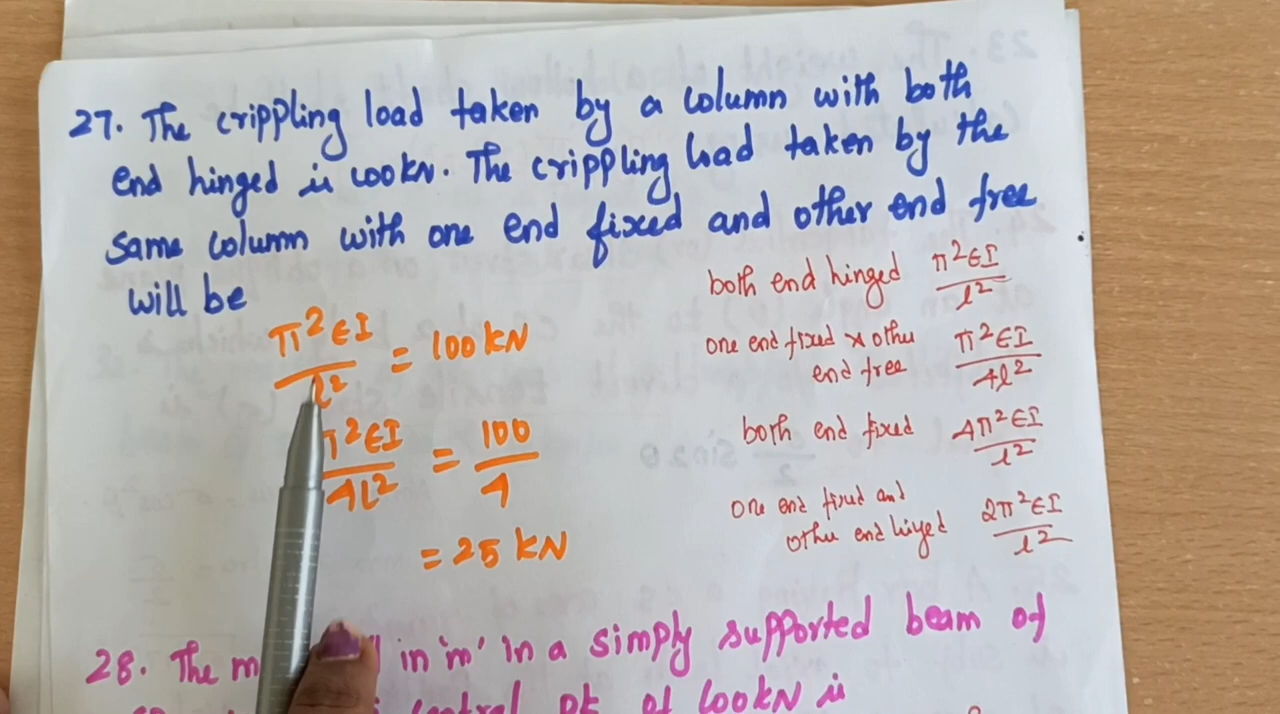 27. The crippling load taken by a column with both
end hinged is 100kN. The crippling load taken by the
same column with one end fixed and other end free
will be
π²EI/l² = 100kN
π²EI/4L² = 100/4
= 25 kN
both end hinged π²EI/l²
one end fixed & other
end free π²EI/4l²
both end fixed 4π²EI/l²
one end fixed and
other end hinged 2π²EI/l²
28. The in 'm' in a simply supported beam of
central pt of 100kN is